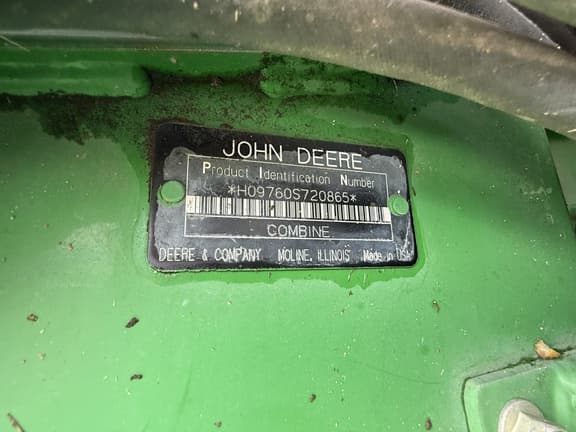 JOHN DEERE
Product Identification Number
*H09760S720865*
COMBINE
DEERE & COMPANY MOLINE, ILLINOIS Made in USA